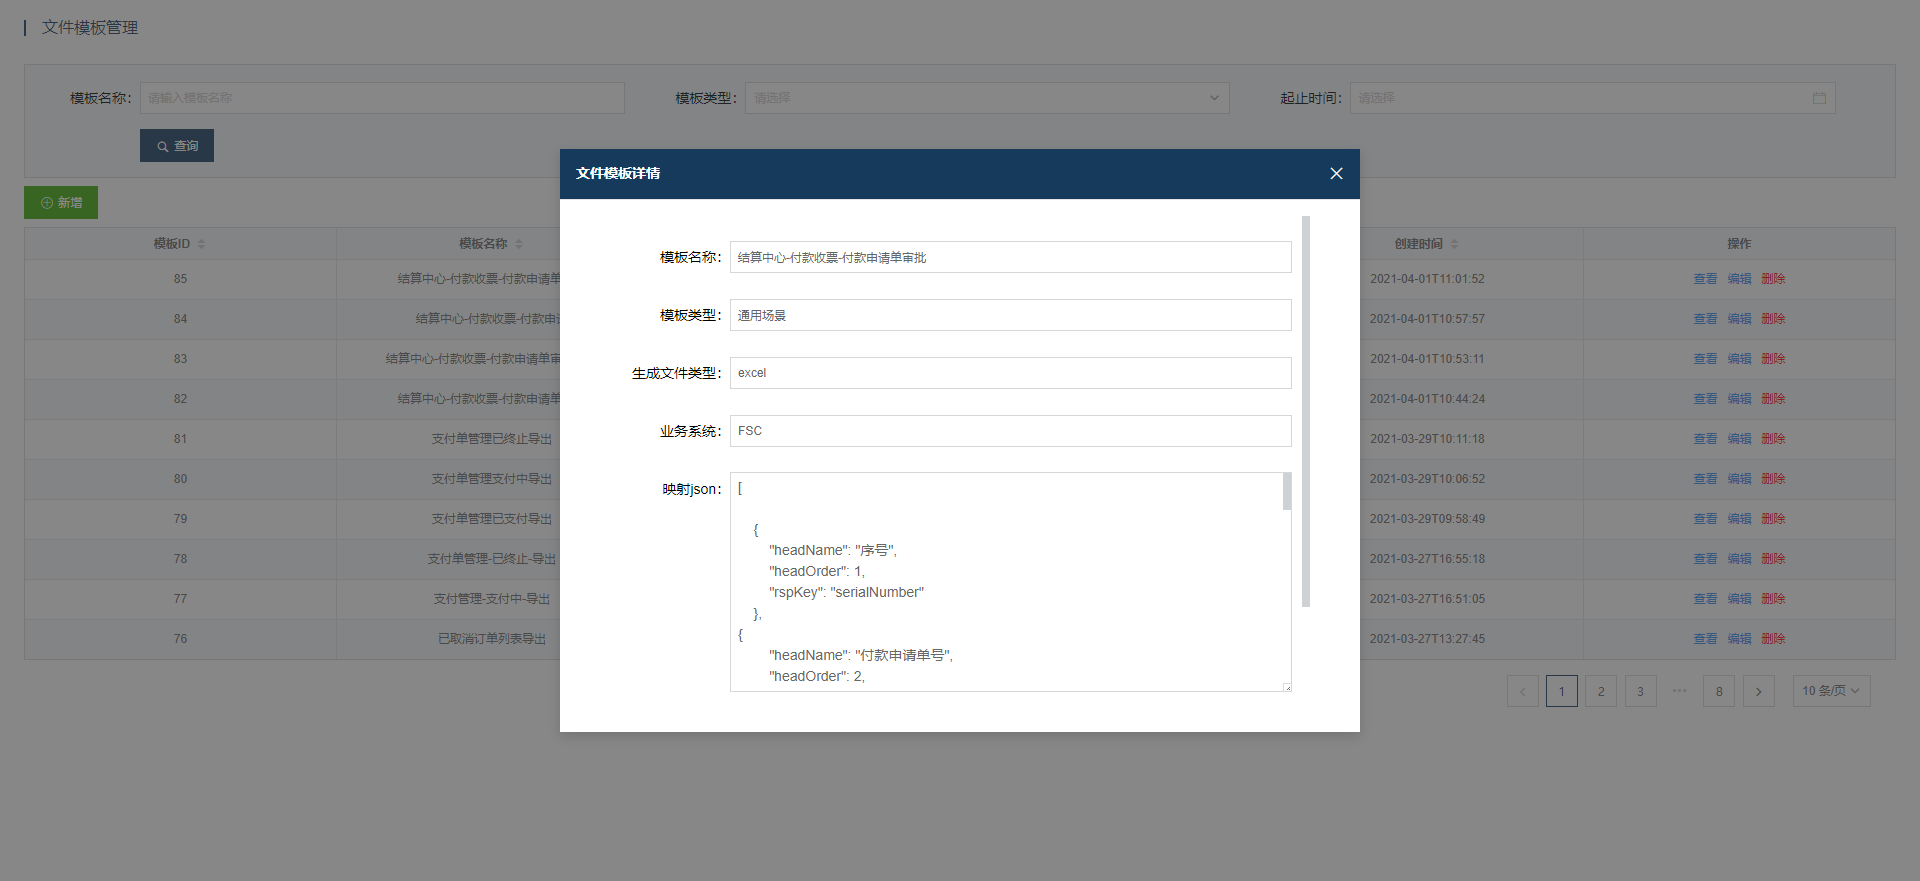 文件模板管理
模板名称: 请输入模板名称 模板类型: 请选择 起止时间: 请选择
查询
新增
模板ID 模板名称 创建时间 操作
85 结算中心-付款收票-付款申请单 2021-04-01T11:01:52 查看 编辑 删除
84 结算中心-付款收票-付款申 2021-04-01T10:57:57 查看 编辑 删除
83 结算中心-付款收票-付款申请单审 2021-04-01T10:53:11 查看 编辑 删除
82 结算中心-付款收票-付款申请单 2021-04-01T10:44:24 查看 编辑 删除
81 支付单管理已终止导出 2021-03-29T10:11:18 查看 编辑 删除
80 支付单管理支付中导出 2021-03-29T10:06:52 查看 编辑 删除
79 支付单管理已支付导出 2021-03-29T09:58:49 查看 编辑 删除
78 支付单管理-已终止-导出 2021-03-27T16:55:18 查看 编辑 删除
77 支付管理-支付中-导出 2021-03-27T16:51:05 查看 编辑 删除
76 已取消订单列表导出 2021-03-27T13:27:45 查看 编辑 删除
1 2 3 ••• 8 10 条/页
文件模板详情
模板名称: 结算中心-付款收票-付款申请单审批
模板类型: 通用场景
生成文件类型: excel
业务系统: FSC
映射json: [
{
"headName": "序号",
"headOrder": 1,
"rspKey": "serialNumber"
},
{
"headName": "付款申请单号",
"headOrder": 2,